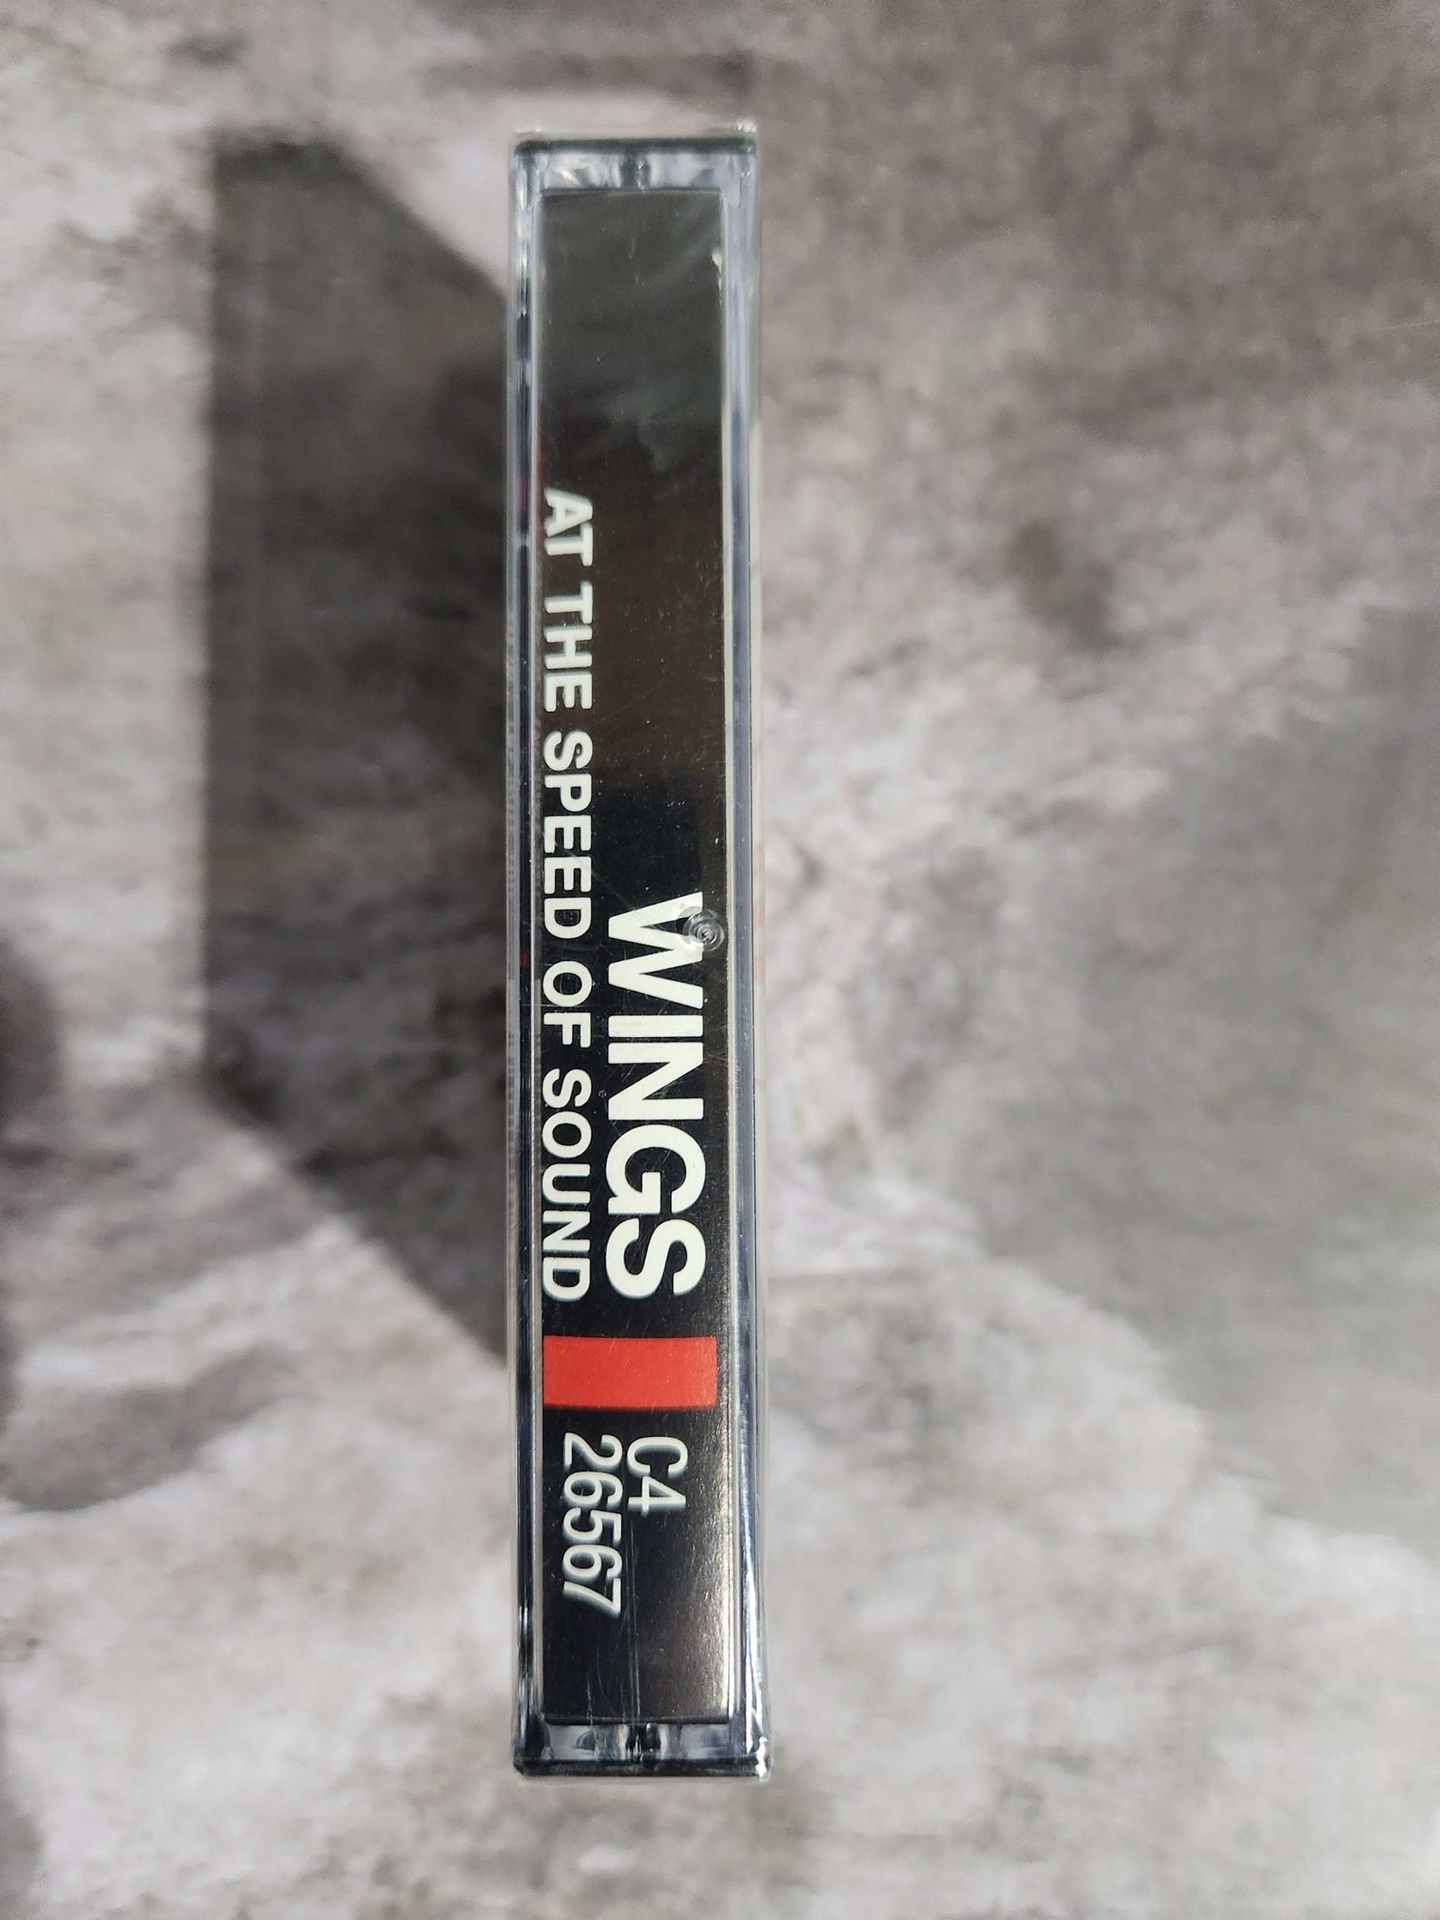 WINGS
AT THE SPEED OF SOUND
C4
26567